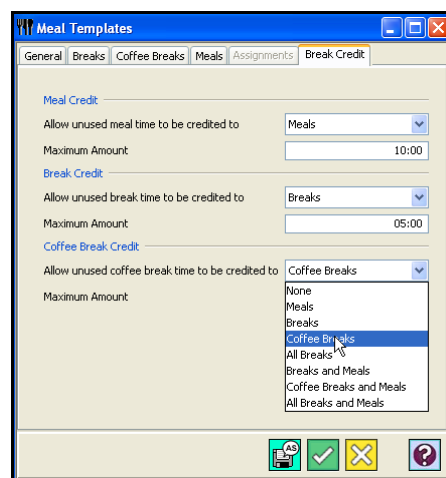 Meal Templates
General Breaks Coffee Breaks Meals Assignments Break Credit
Meal Credit
Allow unused meal time to be credited to Meals
Maximum Amount 10:00
Break Credit
Allow unused break time to be credited to Breaks
Maximum Amount 05:00
Coffee Break Credit
Allow unused coffee break time to be credited to Coffee Breaks
Maximum Amount
None
Meals
Breaks
Coffee Breaks
All Breaks
Breaks and Meals
Coffee Breaks and Meals
All Breaks and Meals
AS
?